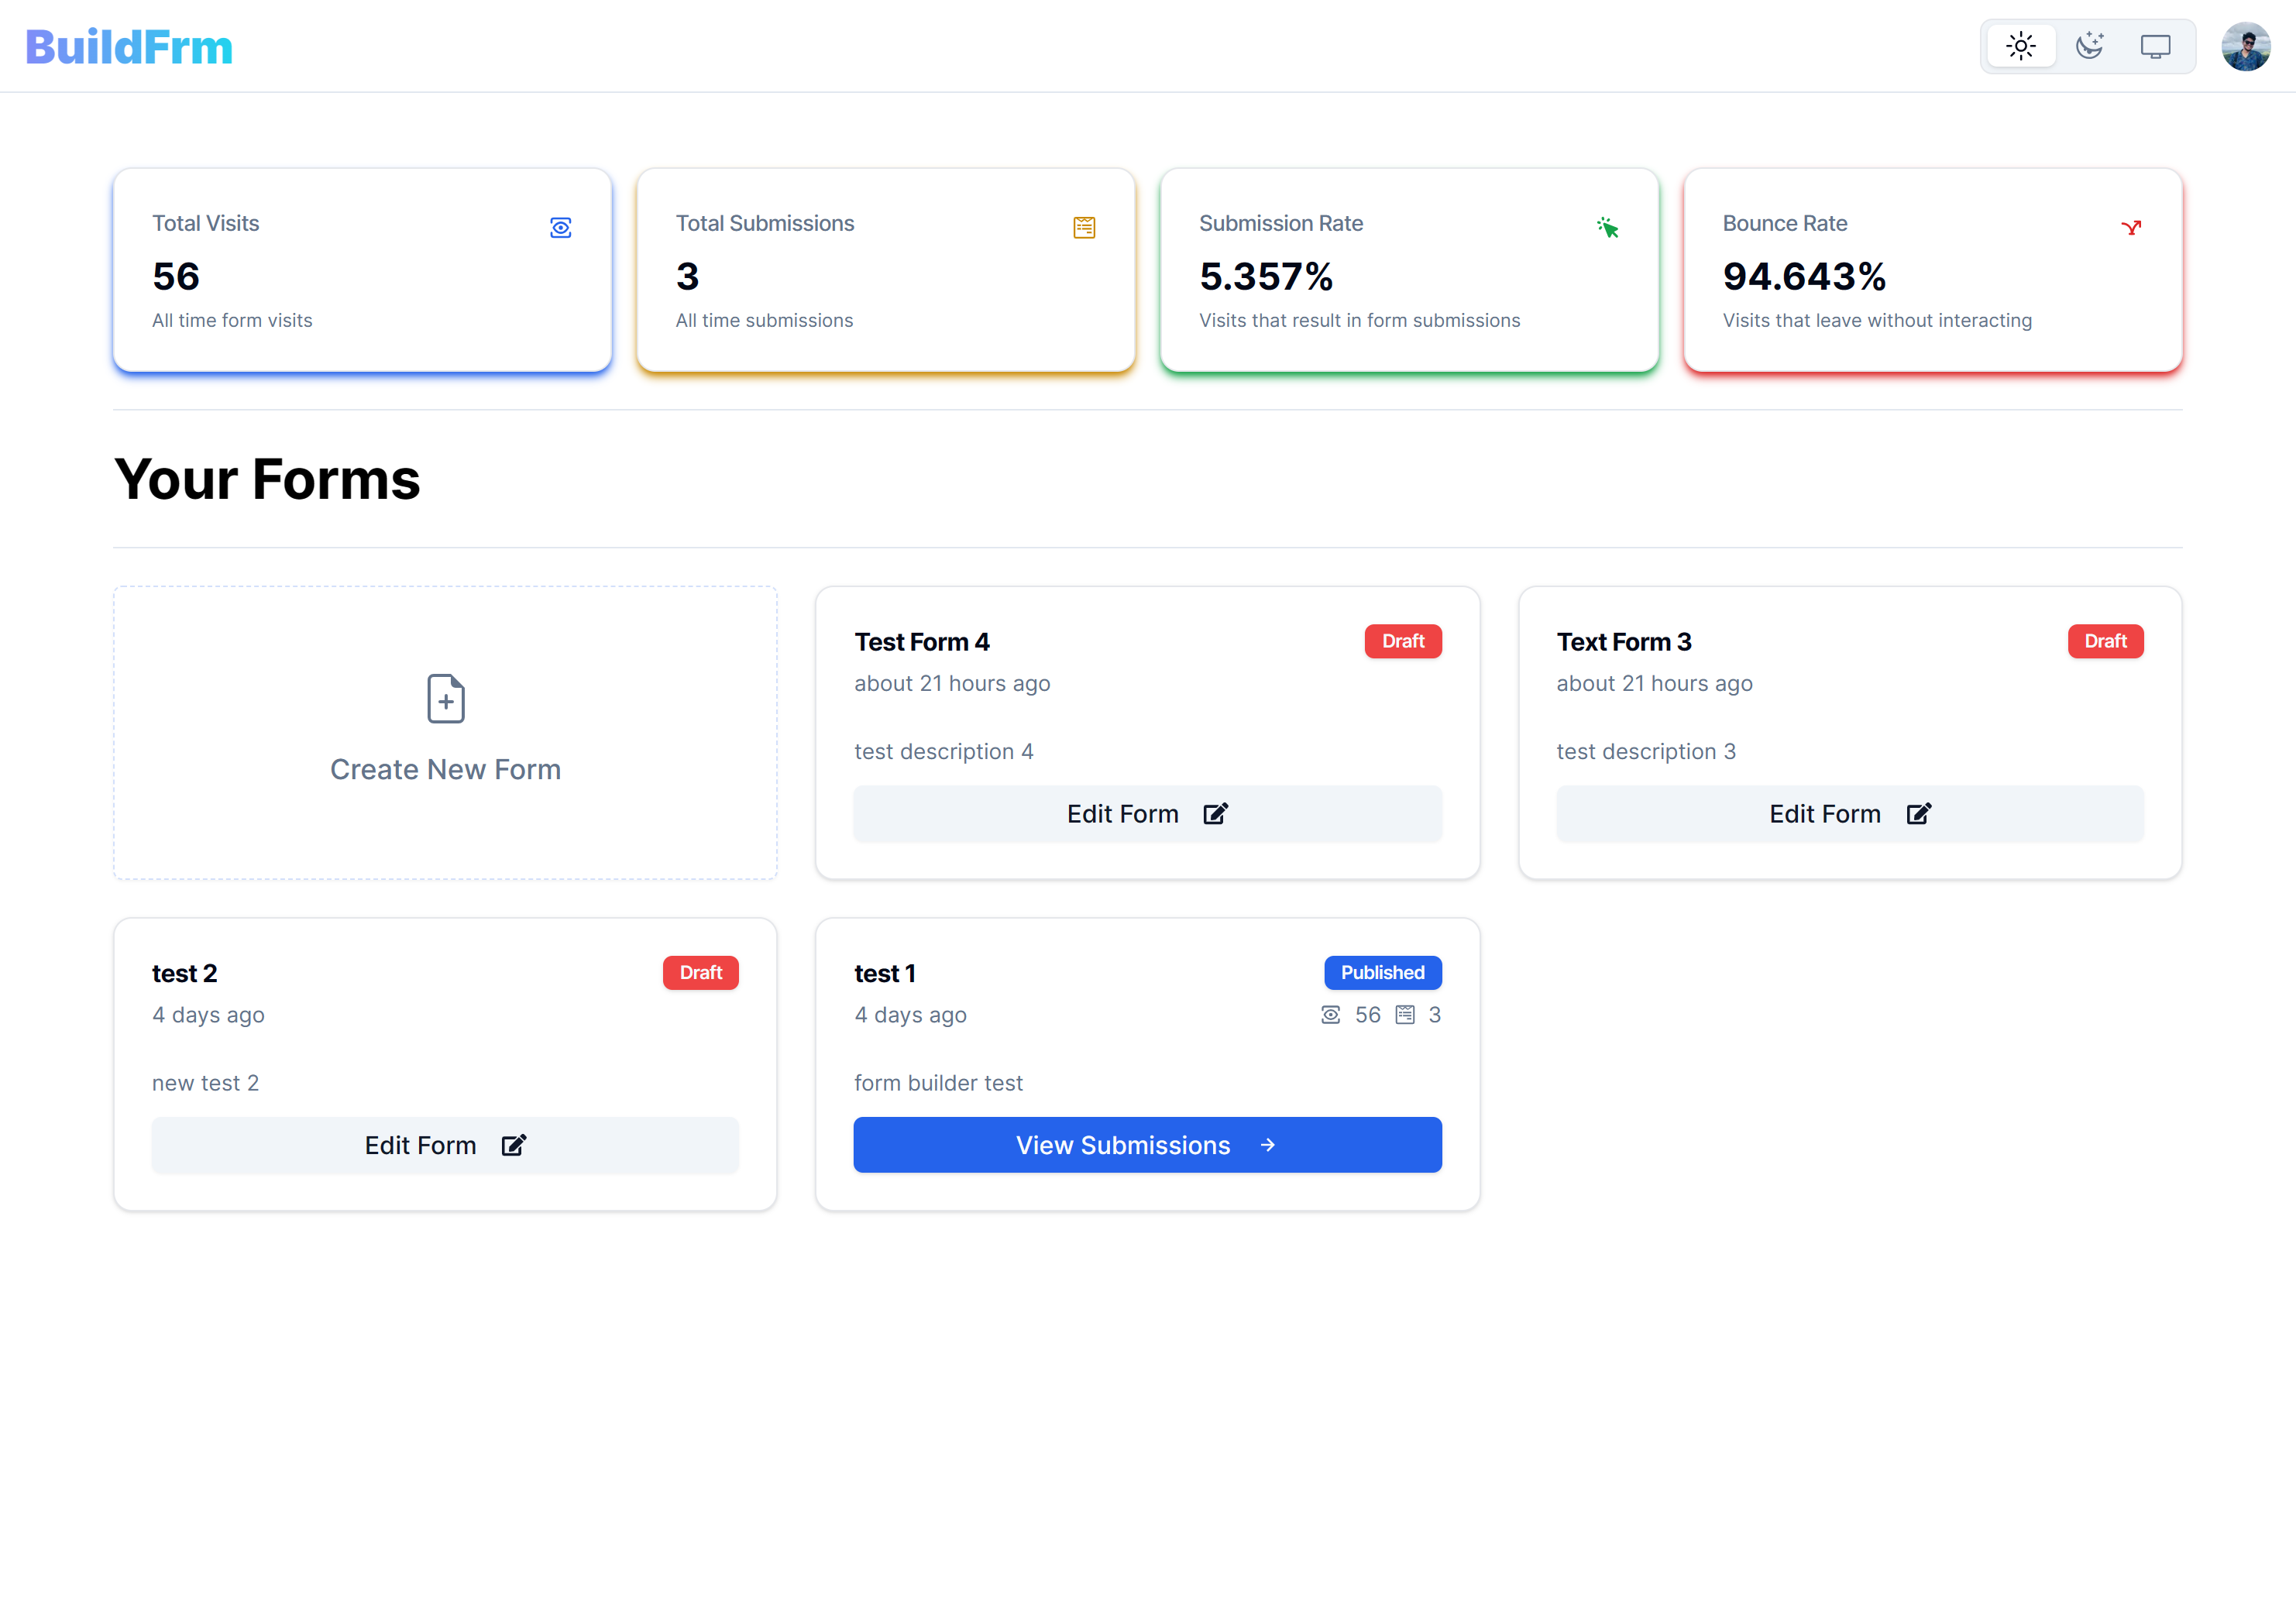 BuildFrm
Total Visits
56
All time form visits
Total Submissions
3
All time submissions
Submission Rate
5.357%
Visits that result in form submissions
Bounce Rate
94.643%
Visits that leave without interacting
Your Forms
Create New Form
Test Form 4
Draft
about 21 hours ago
test description 4
Edit Form
Text Form 3
Draft
about 21 hours ago
test description 3
Edit Form
test 2
Draft
4 days ago
new test 2
Edit Form
test 1
Published
4 days ago
56 3
form builder test
View Submissions